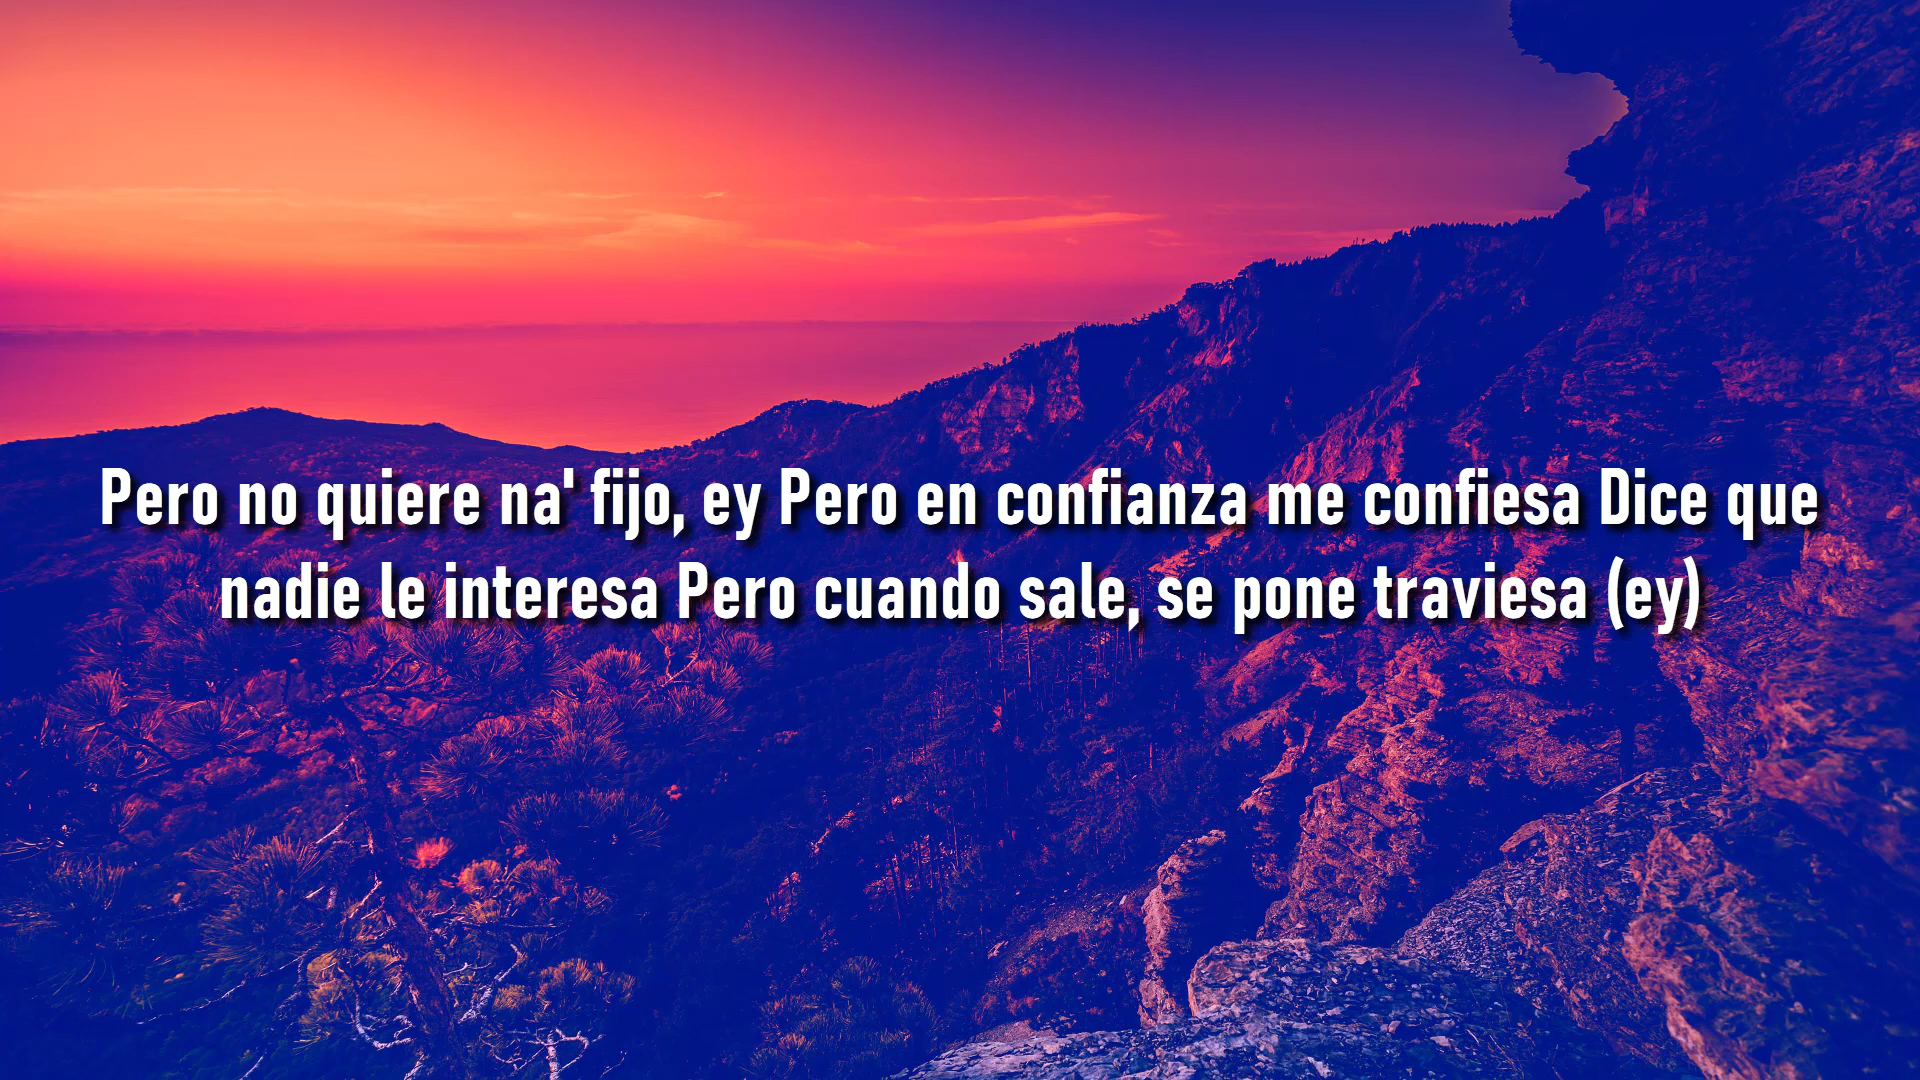 Pero no quiere na' fijo, ey Pero en confianza me confiesa Dice que
nadie le interesa Pero cuando sale, se pone traviesa (ey)